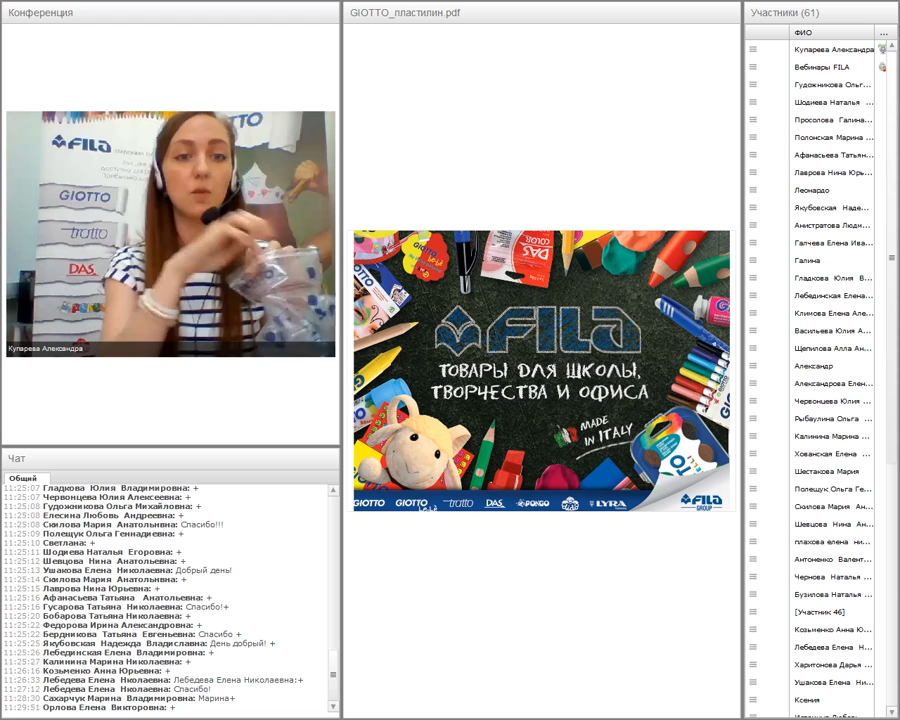 Конференция
FILA
GIOTTO
tratto
DAS
Купарева Александра
Чат
Общий
11:25:07 Гладкова Юлия Владимировна: +
11:25:07 Червонцева Юлия Алексеевна: +
11:25:08 Гудожникова Ольга Михайловна: +
11:25:08 Елесина Любовь Андреевна: +
11:25:08 Скилова Мария Анатольивна: Спасибо!!!
11:25:09 Полещук Ольга Геннадиевна: +
11:25:10 Светлана: +
11:25:11 Шодиева Наталья Егоровна: +
11:25:12 Шевцова Нина Анатольевна: +
11:25:13 Ушакова Елена Николаевна: Добрый день!
11:25:14 Скилова Мария Анатольивна: +
11:25:15 Лаврова Нина Юрьевна: +
11:25:16 Афанасьева Татьяна Анатольевна: +
11:25:16 Гусарова Татьяна Николаевна: Спасибо!+
11:25:20 Бобарова Татьяна Николаевна: +
11:25:22 Федорова Ирина Александровна: +
11:25:22 Бердникова Татьяна Евгеньевна: Спасибо +
11:25:25 Якубовская Надежда Владиславна: День добрый! +
11:25:26 Лебединская Елена Владимировна: +
11:25:27 Калинина Марина Николаевна: +
11:26:16 Козьменко Анна Юрьевна: +
11:26:33 Лебедева Елена Нколаевна: Лебедева Елена Николаевна:+
11:27:12 Лебедева Елена Нколаевна: Спасибо!
11:28:30 Сахарчук Марина Владимировна: Марина+
11:29:51 Орлова Елена Викторовна: +
GIOTTO_пластилин.pdf
FILA
ТОВАРЫ ДЛЯ ШКОЛЫ,
ТВОРЧЕСТВА И ОФИСА
MADE
IN ITALY
GIOTTO GIOTTO tratto DAS PONGO LYRA FILA
GROUP
Участники (61)
ФИО ...
Купарева Александра
Вебинары FILA
Гудожникова Ольг...
Шодиева Наталья ...
Просолова Галина...
Полонская Марина ...
Афанасьева Татьян...
Лаврова Нина Юрь...
Леонардо
Якубовская Наде...
Анистратова Людм...
Галчева Елена Ива...
Галина
Гладкова Юлия В...
Лебединская Елена...
Климова Елена Але...
Васильева Юлия А...
Щепилова Алла Ан...
Александр
Александрова Елен...
Червонцева Юлия ...
Рыбаулина Ольга ...
Калинина Марина ...
Хованская Елена ...
Шестакова Мария
Полещук Ольга Ге...
Скилова Мария Ан...
Шевцова Нина Ан...
плахова елена ни...
Антоненко Валент...
Чернова Наталья ...
Бузилова Наталья ...
[Участник 46]
Козьменко Анна Ю...
Лебедева Елена Н...
Харитонова Дарья ...
Ушакова Елена Ни...
Ксения